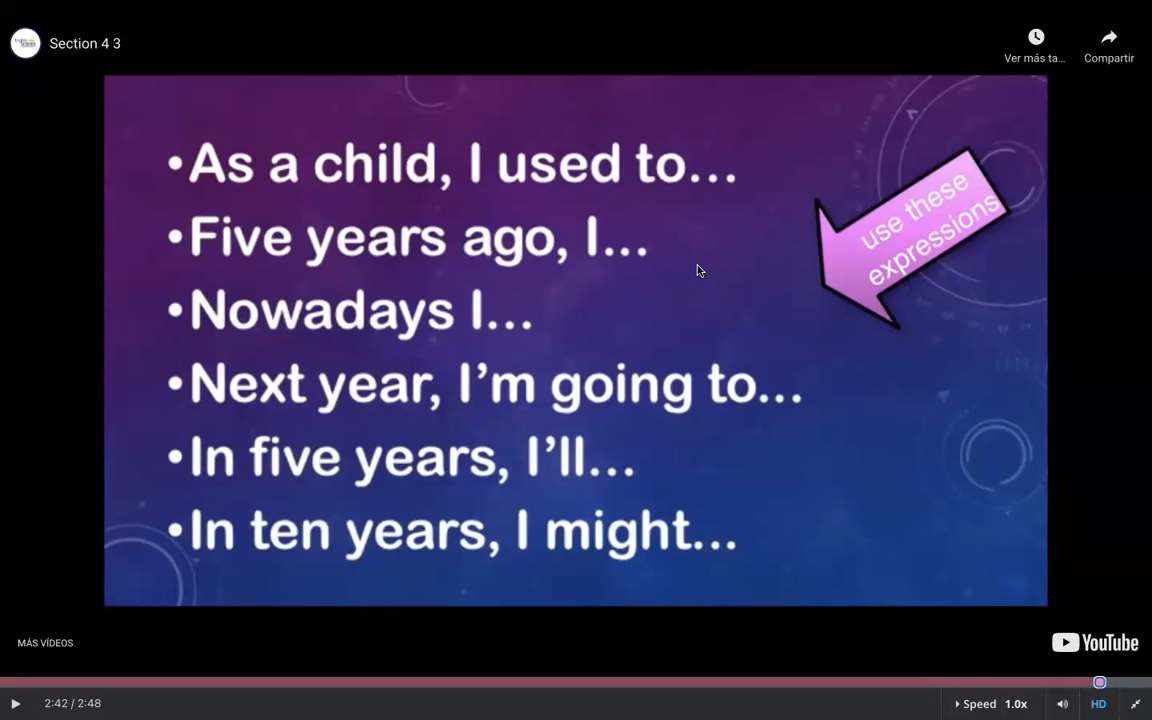 Section 4 3
Ver más ta...
Compartir
•As a child, I used to...
•Five years ago, I...
•Nowadays I...
•Next year, I'm going to...
•In five years, I'll...
•In ten years, I might...
use these
expressions
MÁS VÍDEOS
YouTube
2:42 / 2:48
Speed 1.0x
HD